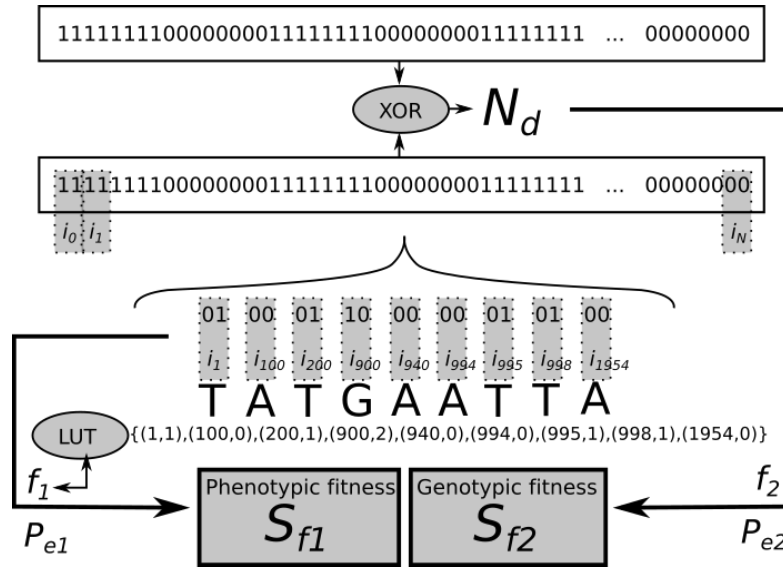 1111111100000000111111110000000011111111 ... 00000000
XOR
N_d
1111111100000000111111110000000011111111 ... 00000000
i_0 i_1 i_N
01 00 01 10 00 00 01 01 00
i_1 i_100 i_200 i_900 i_940 i_994 i_995 i_998 i_1954
T A T G A A T T A
LUT {(1,1),(100,0),(200,1),(900,2),(940,0),(994,0),(995,1),(998,1),(1954,0)}
f_1 Phenotypic fitness Genotypic fitness f_2
S_f1 S_f2
P_e1 P_e2